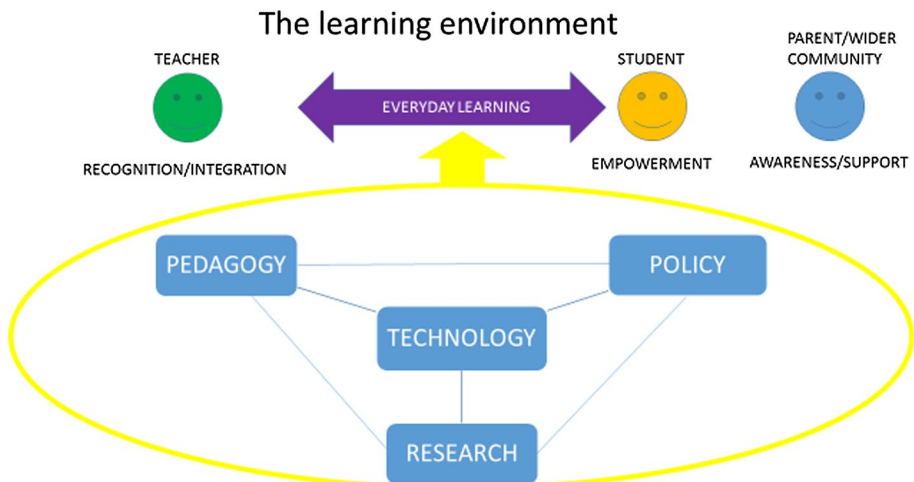 The learning environment
TEACHER
STUDENT
PARENT/WIDER
COMMUNITY
EVERYDAY LEARNING
RECOGNITION/INTEGRATION
EMPOWERMENT
AWARENESS/SUPPORT
PEDAGOGY
POLICY
TECHNOLOGY
RESEARCH